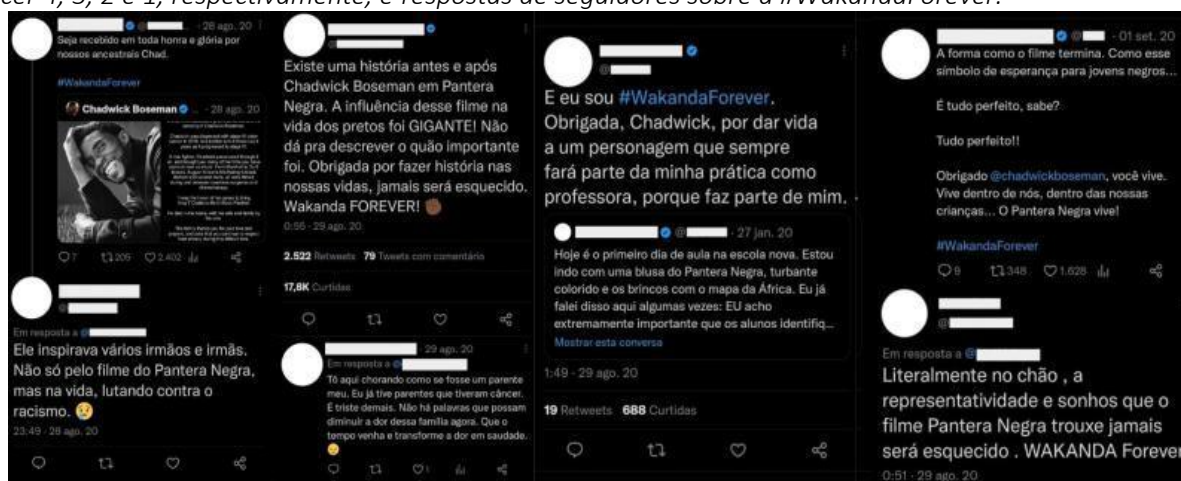 cer 4, 3, 2 e 1, respectivamente, e respostas de seguidores sobre a #WakandaForever.
@ · 28 ago. 20
Seja recebido em toda honra e glória por
nossos ancestrais Chad.
#WakandaForever
Chadwick Boseman · 28 ago. 20
7 205 2.402
Em resposta a @
Ele inspirava vários irmãos e irmãs.
Não só pelo filme do Pantera Negra,
mas na vida, lutando contra o
racismo. 😢
23:49 · 28 ago. 20
@
Existe uma história antes e após
Chadwick Boseman em Pantera
Negra. A influência desse filme na
vida dos pretos foi GIGANTE! Não
dá pra descrever o quão importante
foi. Obrigada por fazer história nas
nossas vidas, jamais será esquecido.
Wakanda FOREVER! ✊🏾
0:55 · 29 ago. 20
2.522 Retweets 79 Tweets com comentário
17,8K Curtidas
· 29 ago. 20
Em resposta a @
Tô aqui chorando como se fosse um parente
meu. Eu já tive parentes que tiveram câncer.
É triste demais. Não há palavras que possam
diminuir a dor dessa família agora. Que o
tempo venha e transforme a dor em saudade.
😔
1
@
E eu sou #WakandaForever.
Obrigada, Chadwick, por dar vida
a um personagem que sempre
fará parte da minha prática como
professora, porque faz parte de mim.
@ · 27 jan. 20
Hoje é o primeiro dia de aula na escola nova. Estou
indo com uma blusa do Pantera Negra, turbante
colorido e os brincos com o mapa da África. Eu já
falei disso aqui algumas vezes: EU acho
extremamente importante que os alunos identifiq...
Mostrar esta conversa
1:49 · 29 ago. 20
19 Retweets 688 Curtidas
@ · 01 set. 20
A forma como o filme termina. Como esse
símbolo de esperança para jovens negros...
É tudo perfeito, sabe?
Tudo perfeito!!
Obrigado @chadwickboseman, você vive.
Vive dentro de nós, dentro das nossas
crianças... O Pantera Negra vive!
#WakandaForever
9 348 1.628
@
Em resposta a @
Literalmente no chão , a
representatividade e sonhos que o
filme Pantera Negra trouxe jamais
será esquecido . WAKANDA Forever
0:51 · 29 ago. 20